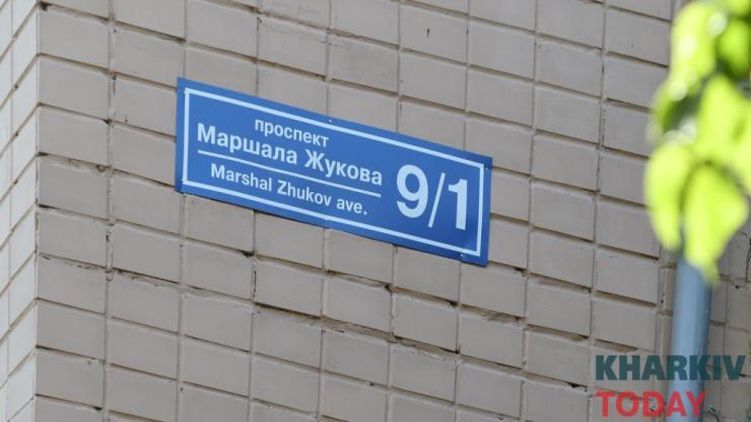 проспект
Маршала Жукова
Marshal Zhukov ave.
9/1
KHARKIV
TODAY